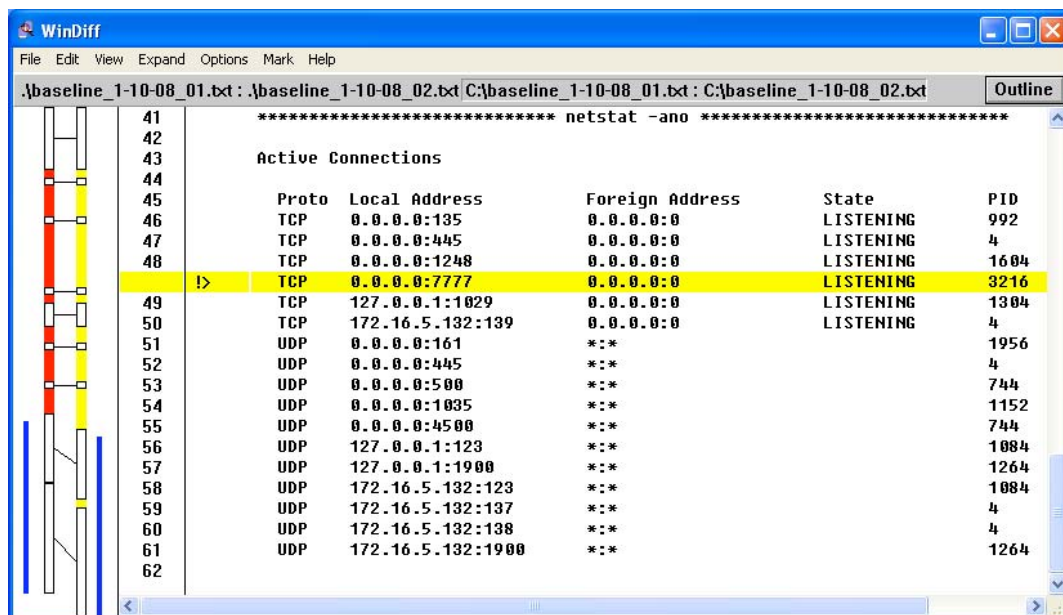 WinDiff
File Edit View Expand Options Mark Help
.\baseline_1-10-08_01.txt : .\baseline_1-10-08_02.txt C:\baseline_1-10-08_01.txt : C:\baseline_1-10-08_02.txt Outline
41 ***************************** netstat -ano ******************************
42
43 Active Connections
44
45 Proto Local Address Foreign Address State PID
46 TCP 0.0.0.0:135 0.0.0.0:0 LISTENING 992
47 TCP 0.0.0.0:445 0.0.0.0:0 LISTENING 4
48 TCP 0.0.0.0:1248 0.0.0.0:0 LISTENING 1604
!> TCP 0.0.0.0:7777 0.0.0.0:0 LISTENING 3216
49 TCP 127.0.0.1:1029 0.0.0.0:0 LISTENING 1304
50 TCP 172.16.5.132:139 0.0.0.0:0 LISTENING 4
51 UDP 0.0.0.0:161 *:* 1956
52 UDP 0.0.0.0:445 *:* 4
53 UDP 0.0.0.0:500 *:* 744
54 UDP 0.0.0.0:1035 *:* 1152
55 UDP 0.0.0.0:4500 *:* 744
56 UDP 127.0.0.1:123 *:* 1084
57 UDP 127.0.0.1:1900 *:* 1264
58 UDP 172.16.5.132:123 *:* 1084
59 UDP 172.16.5.132:137 *:* 4
60 UDP 172.16.5.132:138 *:* 4
61 UDP 172.16.5.132:1900 *:* 1264
62